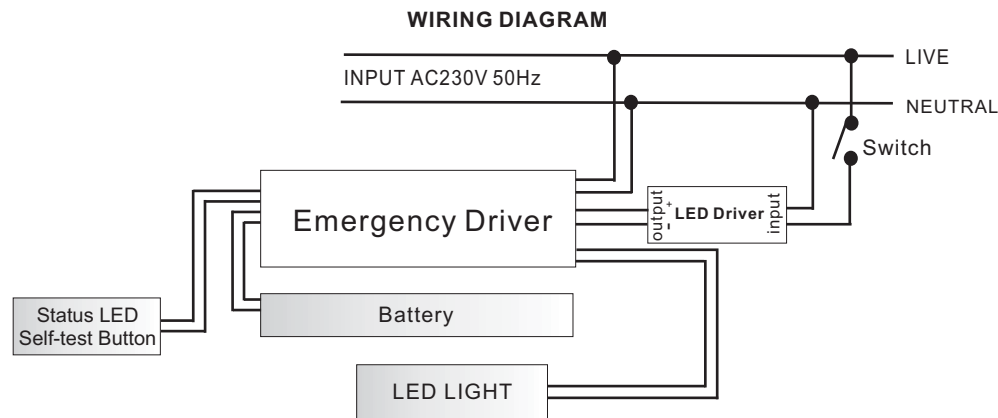 WIRING DIAGRAM
LIVE
INPUT AC230V 50Hz
NEUTRAL
Switch
Emergency Driver
output
+
-
LED Driver
input
Status LED
Self-test Button
Battery
LED LIGHT